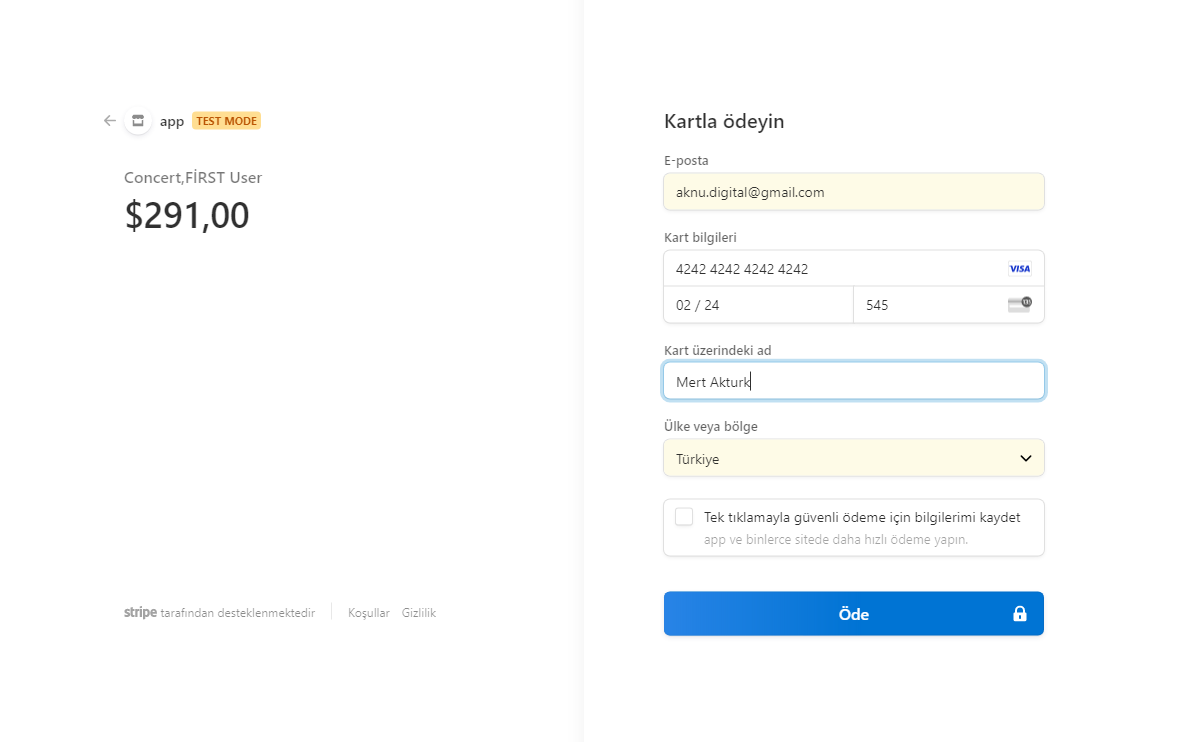 app TEST MODE
Concert,FİRST User
$291,00
stripe tarafından desteklenmektedir Koşullar Gizlilik
Kartla ödeyin
E-posta
aknu.digital@gmail.com
Kart bilgileri
4242 4242 4242 4242 VISA
02 / 24 545
Kart üzerindeki ad
Mert Akturk
Ülke veya bölge
Türkiye
Tek tıklamayla güvenli ödeme için bilgilerimi kaydet
app ve binlerce sitede daha hızlı ödeme yapın.
Öde